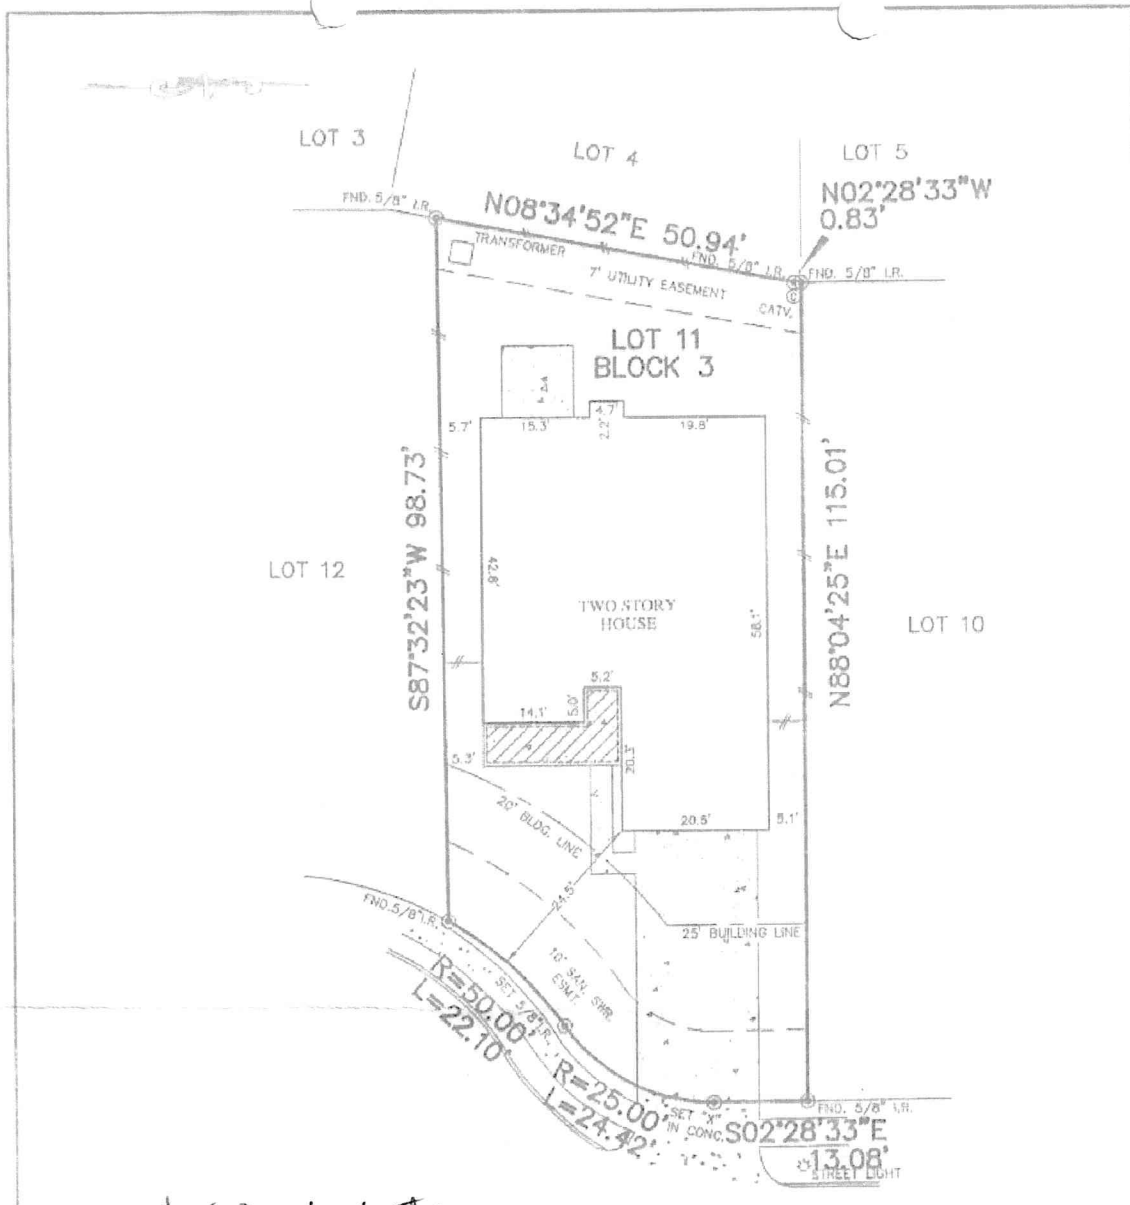 LOT 3
LOT 4
LOT 5
N02°28'33"W
0.83'
FND. 5/8" I.R.
N08°34'52"E 50.94'
TRANSFORMER
FND. 5/8" I.R.
FND. 5/8" I.R.
7' UTILITY EASEMENT
CATV.
LOT 11
BLOCK 3
5.7'
15.3'
4.7'
2.2'
19.8'
S87°32'23"W 98.73'
N88°04'25"E 115.01'
LOT 12
42.8'
TWO STORY
HOUSE
58.1'
LOT 10
5.2'
14.1'
5.0'
5.3'
20.3'
20' BLDG. LINE
20.5'
5.1'
24.5'
FND. 5/8" I.R.
25' BUILDING LINE
10' SAN. SWR.
ESMT.
SET 5/8" I.R.
R=50.00'
L=22.10'
R=25.00'
L=24.42'
SET "X"
IN CONC.
FND. 5/8" I.R.
S02°28'33"E
13.08'
STREET LIGHT